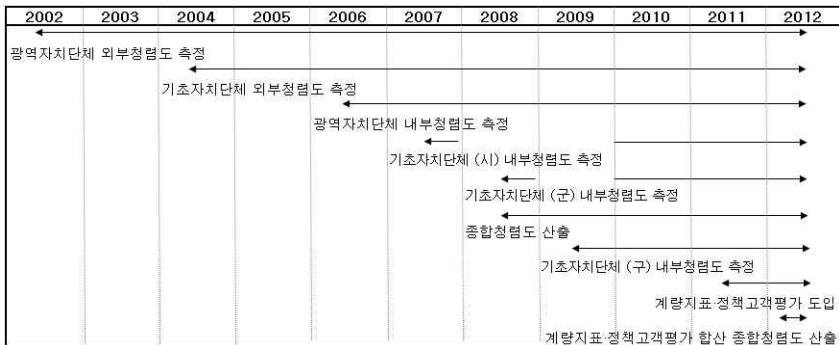 2002 2003 2004 2005 2006 2007 2008 2009 2010 2011 2012
광역자치단체 외부청렴도 측정
기초자치단체 외부청렴도 측정
광역자치단체 내부청렴도 측정
기초자치단체 (시) 내부청렴도 측정
기초자치단체 (군) 내부청렴도 측정
종합청렴도 산출
기초자치단체 (구) 내부청렴도 측정
계량지표·정책고객평가 도입
계량지표·정책고객평가 합산 종합청렴도 산출